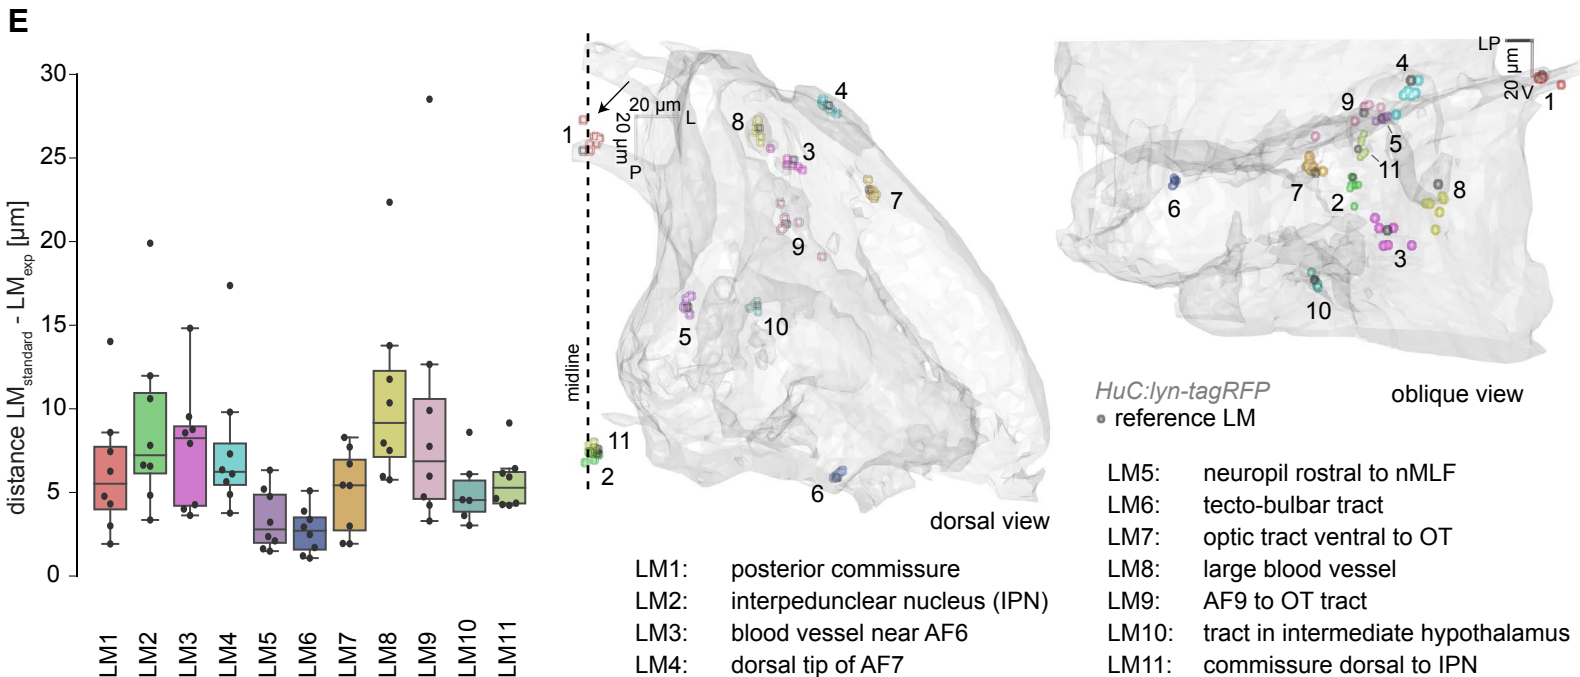 E
distance LMstandard - LMexp [µm]
30
25
20
15
10
5
0
LM1
LM2
LM3
LM4
LM5
LM6
LM7
LM8
LM9
LM10
LM11
midline
20 µm
L
20 µm
P
1
8
4
3
7
9
5
10
11
2
6
dorsal view
LP
20 µm
V
4
1
9
5
11
7
2
8
6
3
10
HuC:lyn-tagRFP
reference LM
oblique view
LM1: posterior commissure
LM2: interpedunclear nucleus (IPN)
LM3: blood vessel near AF6
LM4: dorsal tip of AF7
LM5: neuropil rostral to nMLF
LM6: tecto-bulbar tract
LM7: optic tract ventral to OT
LM8: large blood vessel
LM9: AF9 to OT tract
LM10: tract in intermediate hypothalamus
LM11: commissure dorsal to IPN